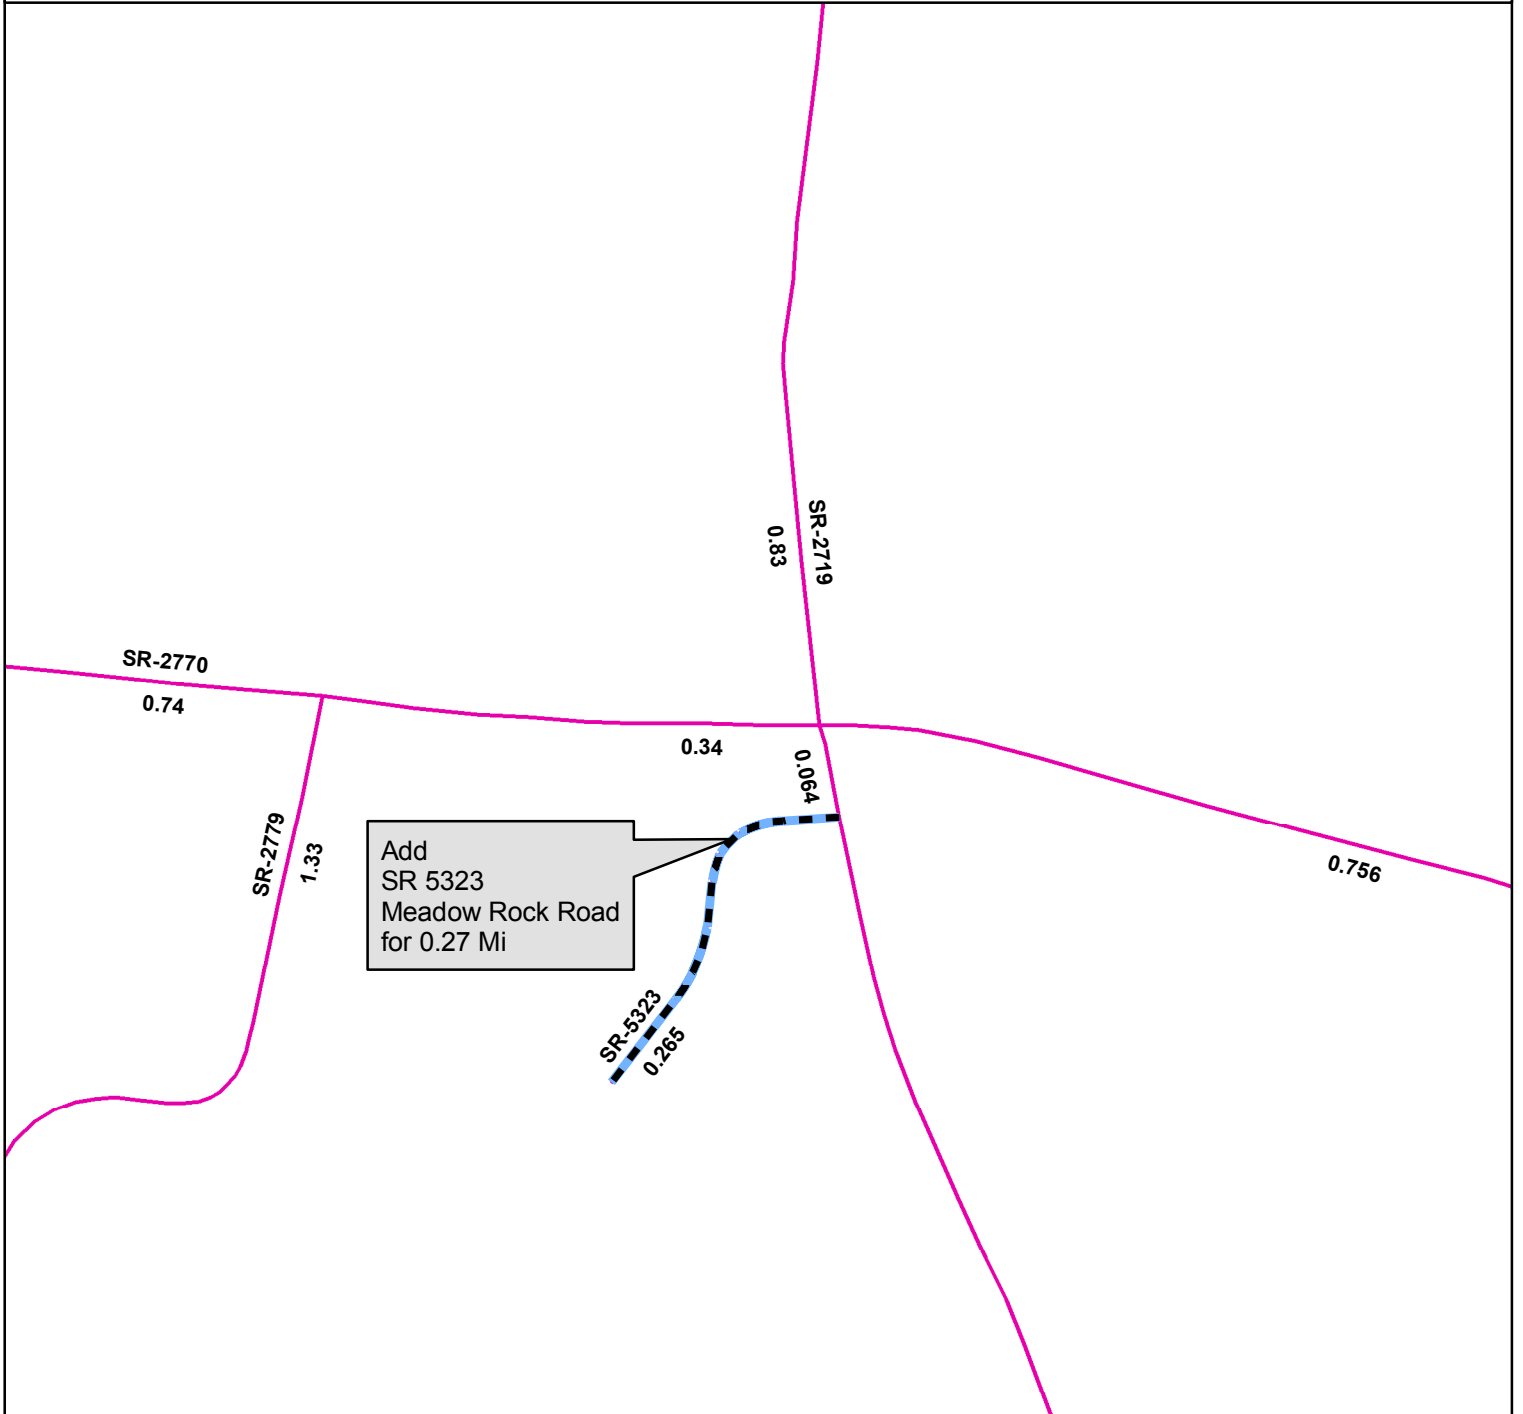 SR-2719
0.83
SR-2770
0.74
0.34
0.064
SR-2779
1.33
Add
SR 5323
Meadow Rock Road
for 0.27 Mi
0.756
SR-5323
0.265